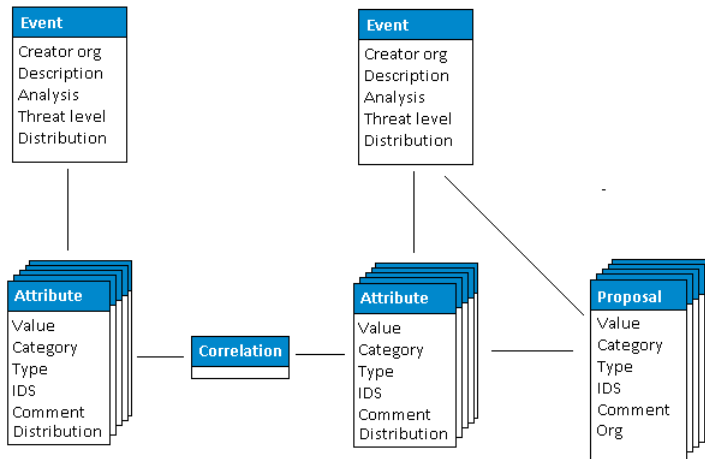 Event
Creator org
Description
Analysis
Threat level
Distribution
Event
Creator org
Description
Analysis
Threat level
Distribution
Attribute
Value
Category
Type
IDS
Comment
Distribution
Correlation
Attribute
Value
Category
Type
IDS
Comment
Distribution
Proposal
Value
Category
Type
IDS
Comment
Org